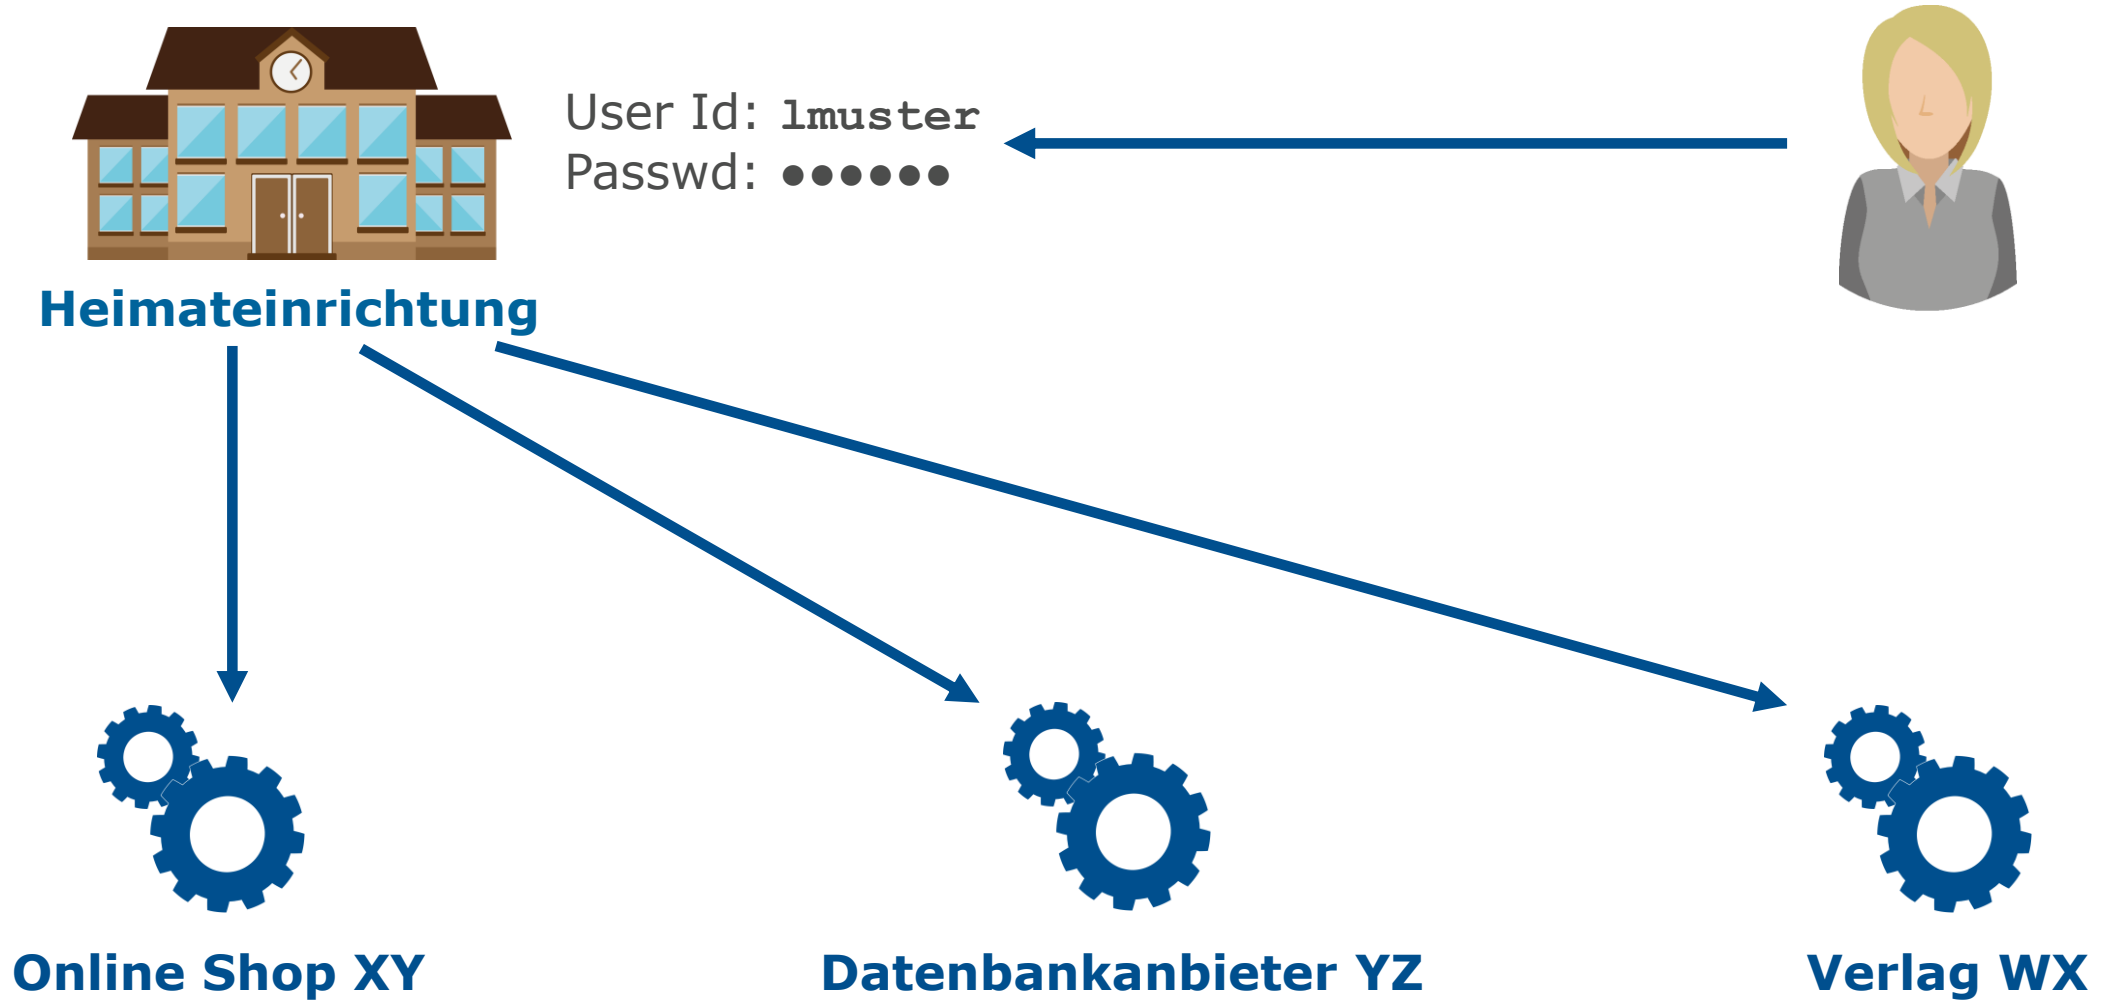 User Id: lmuster
Passwd: ●●●●●●
Heimateinrichtung
Online Shop XY
Datenbankanbieter YZ
Verlag WX